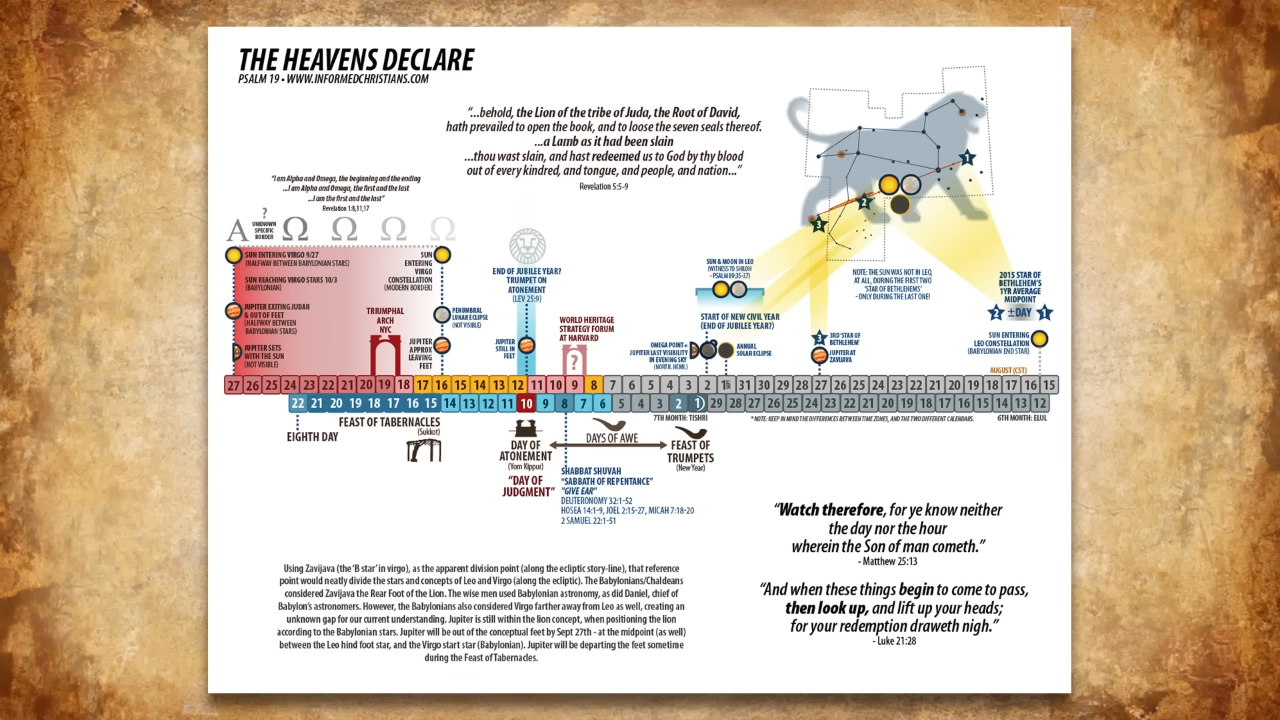 THE HEAVENS DECLARE
PSALM 19 • WWW.INFORMEDCHRISTIANS.COM
"...behold, the Lion of the tribe of Juda, the Root of David,
hath prevailed to open the book, and to loose the seven seals thereof.
...a Lamb as it had been slain
...thou wast slain, and hast redeemed us to God by thy blood
out of every kindred, and tongue, and people, and nation..."
Revelation 5:5-9
"I am Alpha and Omega, the beginning and the ending
...I am Alpha and Omega, the first and the last
...I am the first and the last"
Revelation 1:8,11,17
Α ? Ω Ω Ω Ω
UNKNOWN
SPECIFIC
BORDER
SUN ENTERING VIRGO 9/27
(HALFWAY BETWEEN BABYLONIAN STARS)
SUN REACHING VIRGO STARS 10/3
(BABYLONIAN)
JUPITER EXITING JUDAH
& OUT OF FEET
(HALFWAY BETWEEN
BABYLONIAN STARS)
JUPITER SETS
WITH THE SUN
(NOT VISIBLE)
TRIUMPHAL
ARCH
NYC
SUN
ENTERING
VIRGO
CONSTELLATION
(MODERN BORDER)
PENUMBRAL
LUNAR ECLIPSE
(NOT VISIBLE)
JUPITER
APPROX
LEAVING
FEET
END OF JUBILEE YEAR?
TRUMPET ON
ATONEMENT
(LEV 25:9)
JUPITER
STILL IN
FEET
WORLD HERITAGE
STRATEGY FORUM
AT HARVARD
?
SUN & MOON IN LEO
(WITNESS TO SHILOH
- PSALM 89:35-37)
START OF NEW CIVIL YEAR
(END OF JUBILEE YEAR?)
OMEGA POINT+
JUPITER LAST VISIBILITY
IN EVENING SKY
(NORTH. HEMI.)
ANNUAL
SOLAR ECLIPSE
1
2
3
NOTE: THE SUN WAS NOT IN LEO,
AT ALL, DURING THE FIRST TWO
'STAR OF BETHLEHEMS'
- ONLY DURING THE LAST ONE!
3
3RD 'STAR OF
BETHLEHEM'
JUPITER AT
ZAVIJAVA
2015 STAR OF
BETHLEHEM'S
1YR AVERAGE
MIDPOINT
2 ±DAY 1
SUN ENTERING
LEO CONSTELLATION
(BABYLONIAN END STAR)
AUGUST (CST)
27 26 25 24 23 22 21 20 19 18 17 16 15 14 13 12 11 10 9 8 7 6 5 4 3 2 1 31 30 29 28 27 26 25 24 23 22 21 20 19 18 17 16 15
22 21 20 19 18 17 16 15 14 13 12 11 10 9 8 7 6 5 4 3 2 1 29 28 27 26 25 24 23 22 21 20 19 18 17 16 15 14 13 12
7TH MONTH: TISHRI
* NOTE: KEEP IN MIND THE DIFFERENCES BETWEEN TIME ZONES, AND THE TWO DIFFERENT CALENDARS.
6TH MONTH: ELUL
EIGHTH DAY
FEAST OF TABERNACLES
(Sukkot)
DAY OF
ATONEMENT
(Yom Kippur)
"DAY OF
JUDGMENT"
DAYS OF AWE
FEAST OF
TRUMPETS
(New Year)
SHABBAT SHUVAH
"SABBATH OF REPENTANCE"
"GIVE EAR"
DEUTERONOMY 32:1-52
HOSEA 14:1-9, JOEL 2:15-27, MICAH 7:18-20
2 SAMUEL 22:1-51
"Watch therefore, for ye know neither
the day nor the hour
wherein the Son of man cometh."
- Matthew 25:13
"And when these things begin to come to pass,
then look up, and lift up your heads;
for your redemption draweth nigh."
- Luke 21:28
Using Zavijava (the 'B star' in virgo), as the apparent division point (along the ecliptic story-line), that reference
point would neatly divide the stars and concepts of Leo and Virgo (along the ecliptic). The Babylonians/Chaldeans
considered Zavijava the Rear Foot of the Lion. The wise men used Babylonian astronomy, as did Daniel, chief of
Babylon's astronomers. However, the Babylonians also considered Virgo farther away from Leo as well, creating an
unknown gap for our current understanding. Jupiter is still within the lion concept, when positioning the lion
according to the Babylonian stars. Jupiter will be out of the conceptual feet by Sept 27th - at the midpoint (as well)
between the Leo hind foot star, and the Virgo start star (Babylonian). Jupiter will be departing the feet sometime
during the Feast of Tabernacles.